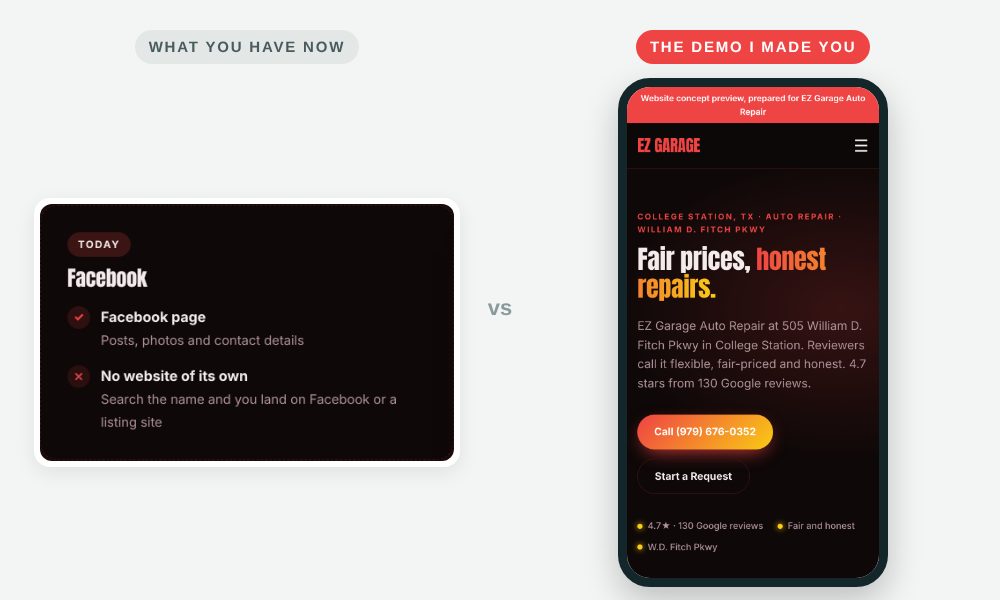 WHAT YOU HAVE NOW
TODAY
Facebook
Facebook page
Posts, photos and contact details
No website of its own
Search the name and you land on Facebook or a
listing site
vs
THE DEMO I MADE YOU
Website concept preview, prepared for EZ Garage Auto
Repair
EZ GARAGE
COLLEGE STATION, TX · AUTO REPAIR ·
WILLIAM D. FITCH PKWY
Fair prices, honest
repairs.
EZ Garage Auto Repair at 505 William D.
Fitch Pkwy in College Station. Reviewers
call it flexible, fair-priced and honest. 4.7
stars from 130 Google reviews.
Call (979) 676-0352
Start a Request
4.7★ · 130 Google reviews
Fair and honest
W.D. Fitch Pkwy